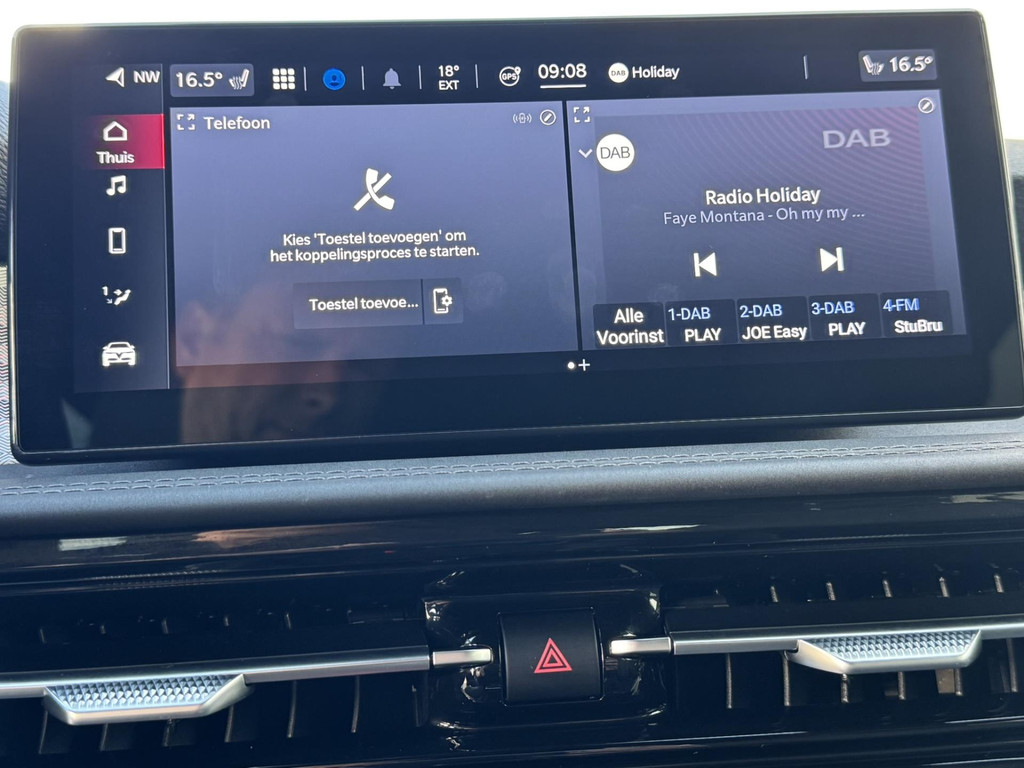 NW
16.5°
18°
EXT
GPS
09:08
DAB
Holiday
16.5°
Thuis
1
Telefoon
Kies 'Toestel toevoegen' om
het koppelingsproces te starten.
Toestel toevoe...
DAB
DAB
Radio Holiday
Faye Montana - Oh my my ...
Alle
Voorinst
1-DAB
PLAY
2-DAB
JOE Easy
3-DAB
PLAY
4-FM
StuBru